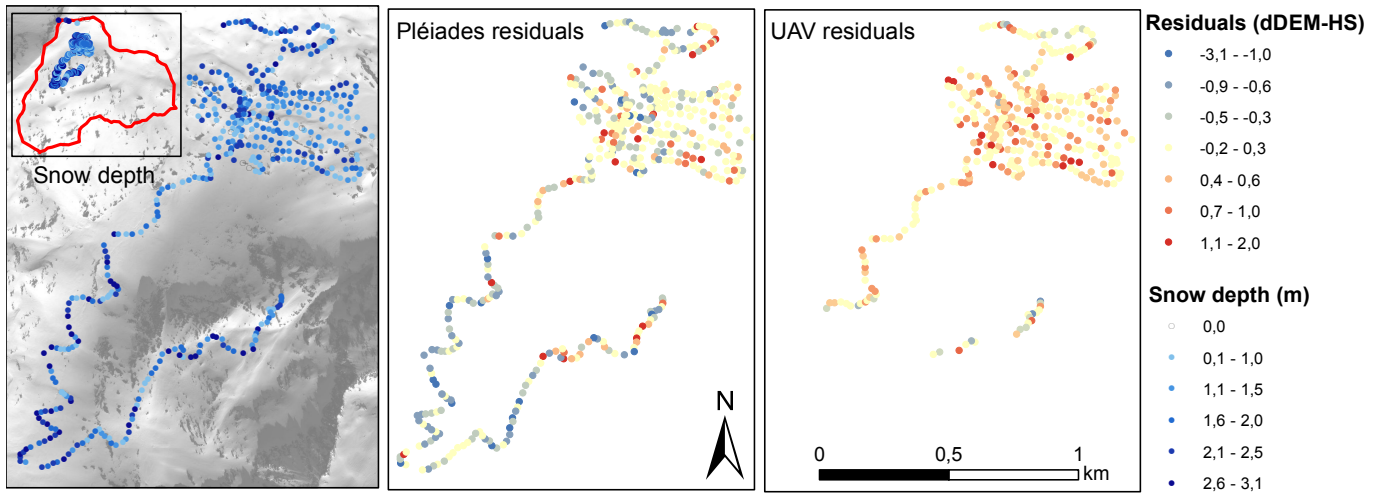 Snow depth
Pléiades residuals
N
UAV residuals
0 0,5 1
km
Residuals (dDEM-HS)
-3,1 - -1,0
-0,9 - -0,6
-0,5 - -0,3
-0,2 - 0,3
0,4 - 0,6
0,7 - 1,0
1,1 - 2,0
Snow depth (m)
0,0
0,1 - 1,0
1,1 - 1,5
1,6 - 2,0
2,1 - 2,5
2,6 - 3,1